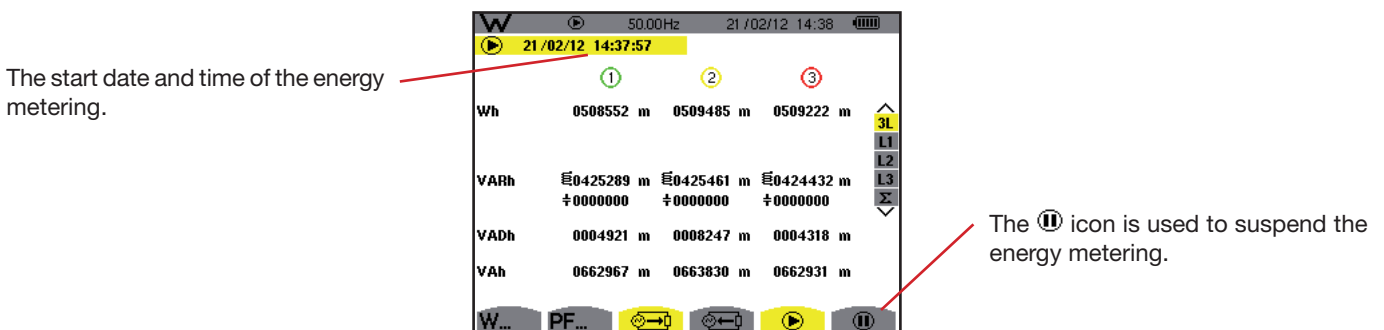 W 50.00Hz 21/02/12 14:38
21/02/12 14:37:57
The start date and time of the energy
metering.
1 2 3
Wh 0508552 m 0509485 m 0509222 m
3L
L1
L2
L3
Σ
VARh 0425289 m 0425461 m 0424432 m
0000000 0000000 0000000
VADh 0004921 m 0008247 m 0004318 m
VAh 0662967 m 0663830 m 0662931 m
W... PF...
The icon is used to suspend the
energy metering.